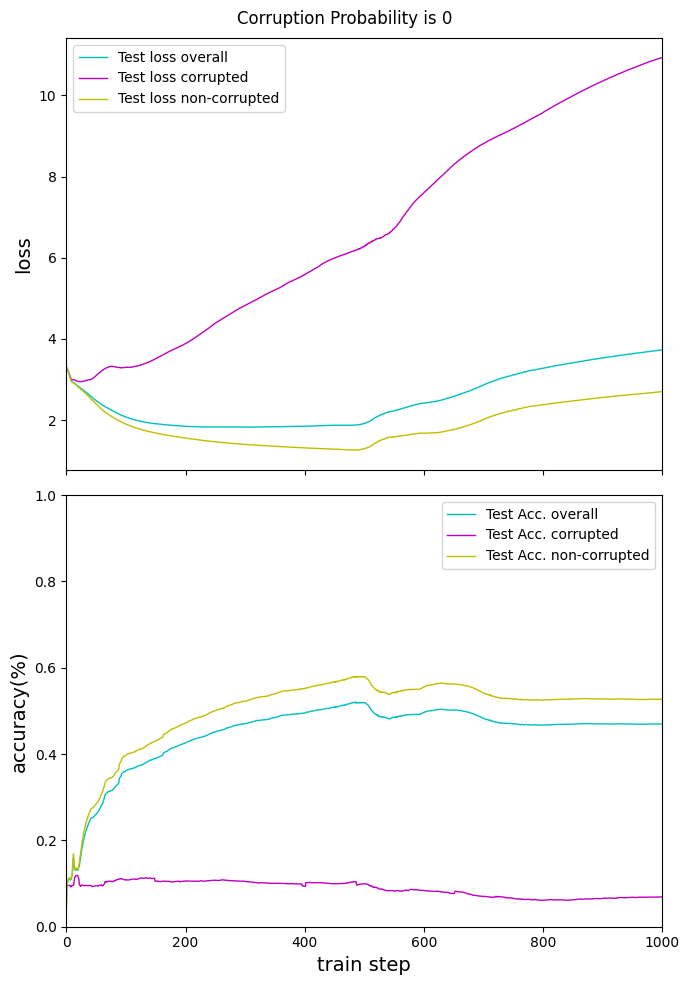 Corruption Probability is 0
Test loss overall
Test loss corrupted
Test loss non-corrupted
10
8
6
4
2
loss
Test Acc. overall
Test Acc. corrupted
Test Acc. non-corrupted
1.0
0.8
0.6
0.4
0.2
0.0
accuracy(%)
0 200 400 600 800 1000
train step